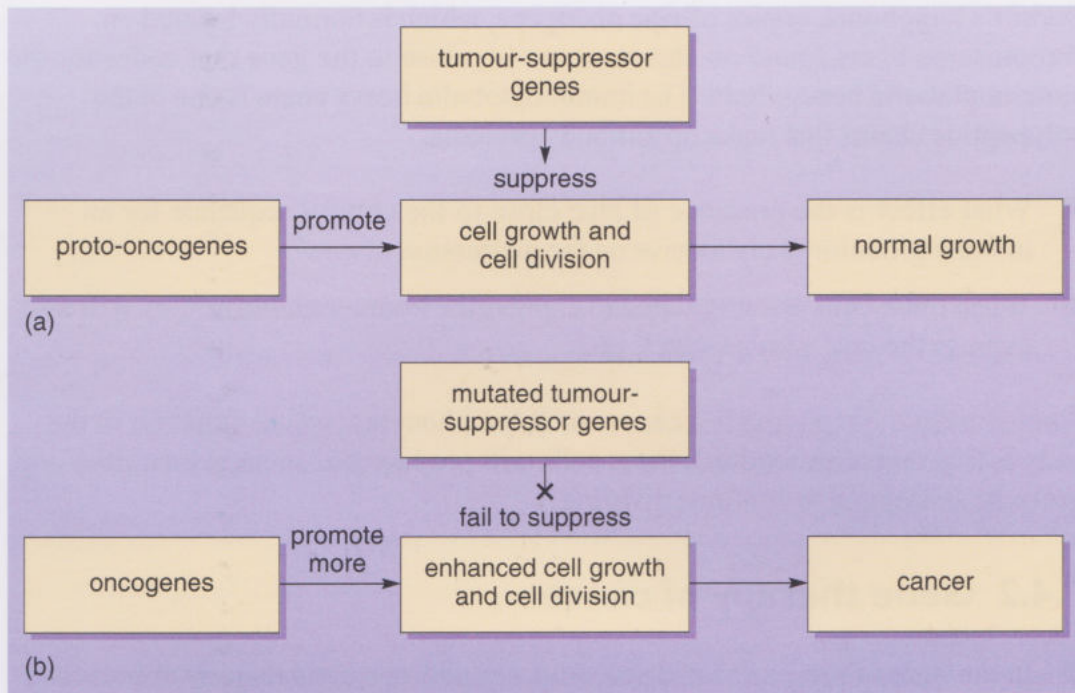 tumour-suppressor
genes
suppress
promote
proto-oncogenes
cell growth and
cell division
normal growth
(a)
mutated tumour-
suppressor genes
fail to suppress
promote
more
oncogenes
enhanced cell growth
and cell division
cancer
(b)